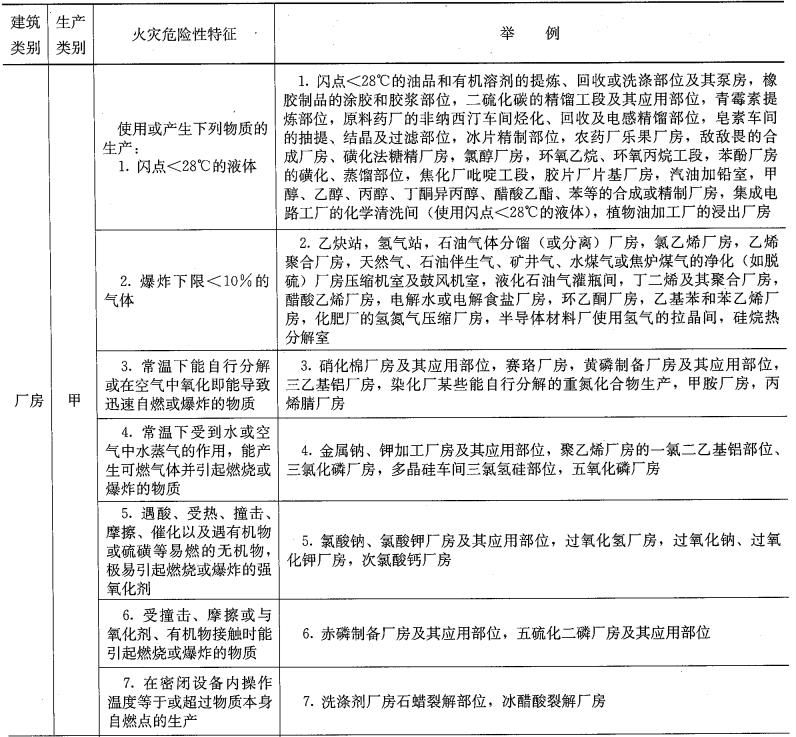 建筑类别
生产类别
火灾危险性特征
举 例
厂房
甲
使用或产生下列物质的
生产：
1. 闪点＜28℃的液体
1. 闪点＜28℃的油品和有机溶剂的提炼、回收或洗涤部位及其泵房，橡
胶制品的涂胶和胶浆部位，二硫化碳的精馏工段及其应用部位，青霉素提
炼部位，原料药厂的非纳西汀车间烃化、回收及电感精馏部位，皂素车间
的抽提、结晶及过滤部位，冰片精制部位，农药厂乐果厂房，敌敌畏的合
成厂房、磺化法糖精厂房，氯醇厂房，环氧乙烷、环氧丙烷工段，苯酚厂房
的磺化、蒸馏部位，焦化厂吡啶工段，胶片厂片基厂房，汽油加铅室，甲
醇、乙醇、丙醇、丁酮异丙醇、醋酸乙酯、苯等的合成或精制厂房，集成电
路工厂的化学清洗间（使用闪点＜28℃的液体），植物油加工厂的浸出厂房
2. 爆炸下限＜10%的
气体
2. 乙炔站，氢气站，石油气体分馏（或分离）厂房，氯乙烯厂房，乙烯
聚合厂房，天然气、石油伴生气、矿井气、水煤气或焦炉煤气的净化（如脱
硫）厂房压缩机室及鼓风机室，液化石油气灌瓶间，丁二烯及其聚合厂房，
醋酸乙烯厂房，电解水或电解食盐厂房，环乙酮厂房，乙基苯和苯乙烯厂
房，化肥厂的氢氮气压缩厂房，半导体材料厂使用氢气的拉晶间，硅烷热
分解室
3. 常温下能自行分解
或在空气中氧化即能导致
迅速自燃或爆炸的物质
3. 硝化棉厂房及其应用部位，赛珞厂房，黄磷制备厂房及其应用部位，
三乙基铝厂房，染化厂某些能自行分解的重氮化合物生产，甲胺厂房，丙
烯腈厂房
4. 常温下受到水或空
气中水蒸气的作用，能产
生可燃气体并引起燃烧或
爆炸的物质
4. 金属钠、钾加工厂房及其应用部位，聚乙烯厂房的一氯二乙基铝部位、
三氯化磷厂房，多晶硅车间三氯氢硅部位，五氧化磷厂房
5. 遇酸、受热、撞击、
摩擦、催化以及遇有机物
或硫磺等易燃的无机物，
极易引起燃烧或爆炸的强
氧化剂
5. 氯酸钠、氯酸钾厂房及其应用部位，过氧化氢厂房，过氧化钠、过氧
化钾厂房，次氯酸钙厂房
6. 受撞击、摩擦或与
氧化剂、有机物接触时能
引起燃烧或爆炸的物质
6. 赤磷制备厂房及其应用部位，五硫化二磷厂房及其应用部位
7. 在密闭设备内操作
温度等于或超过物质本身
自燃点的生产
7. 洗涤剂厂房石蜡裂解部位，冰醋酸裂解厂房